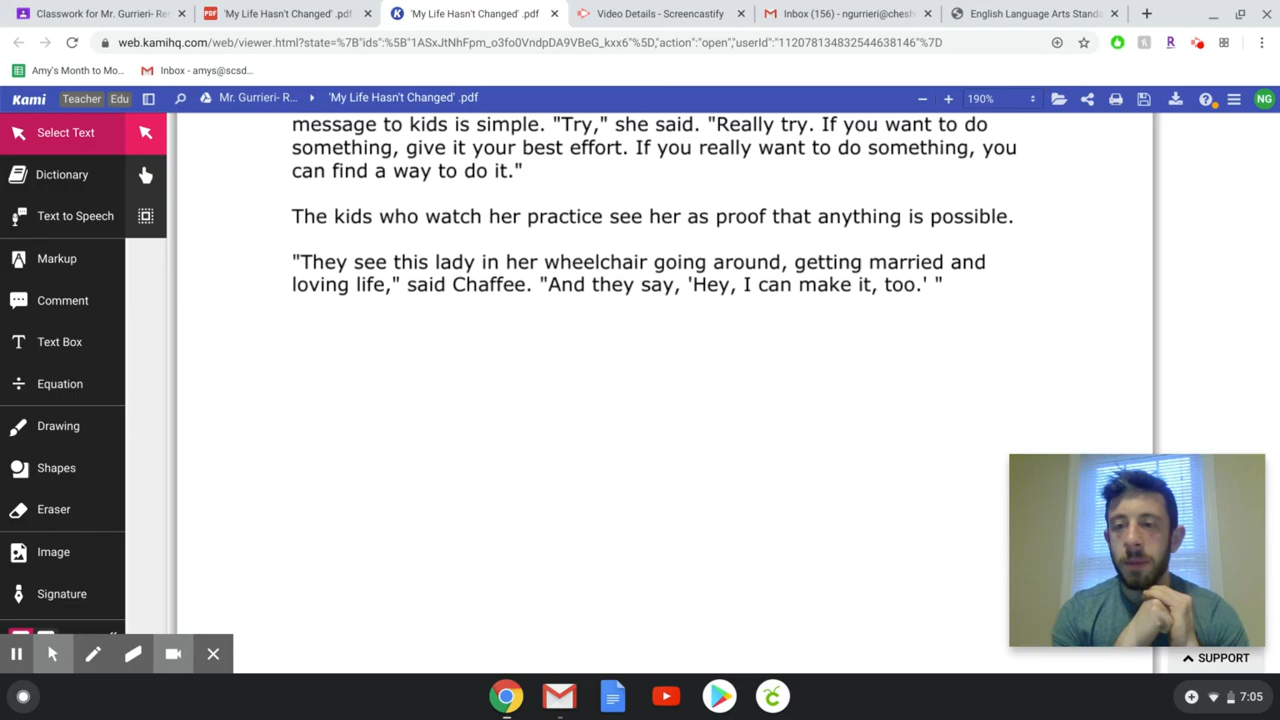 Classwork for Mr. Gurrieri- Re
'My Life Hasn't Changed' .pdf
'My Life Hasn't Changed' .pdf
Video Details - Screencastify
Inbox (156) - ngurrieri@chesh
English Language Arts Standa
web.kamihq.com/web/viewer.html?state=%7B"ids"%5B"1ASxJtNhFpm_o3fo0VndpDA9VBeG_kxx6"%5D,"action":"open","userId":"112078134832544638146"%7D
Amy's Month to Mo...
Inbox - amys@scsd...
Kami Teacher Edu
Mr. Gurrieri- R...
'My Life Hasn't Changed' .pdf
190%
NG
Select Text
Dictionary
Text to Speech
Markup
Comment
Text Box
Equation
Drawing
Shapes
Eraser
Image
Signature
message to kids is simple. "Try," she said. "Really try. If you want to do
something, give it your best effort. If you really want to do something, you
can find a way to do it."
The kids who watch her practice see her as proof that anything is possible.
"They see this lady in her wheelchair going around, getting married and
loving life," said Chaffee. "And they say, 'Hey, I can make it, too.' "
SUPPORT
7:05